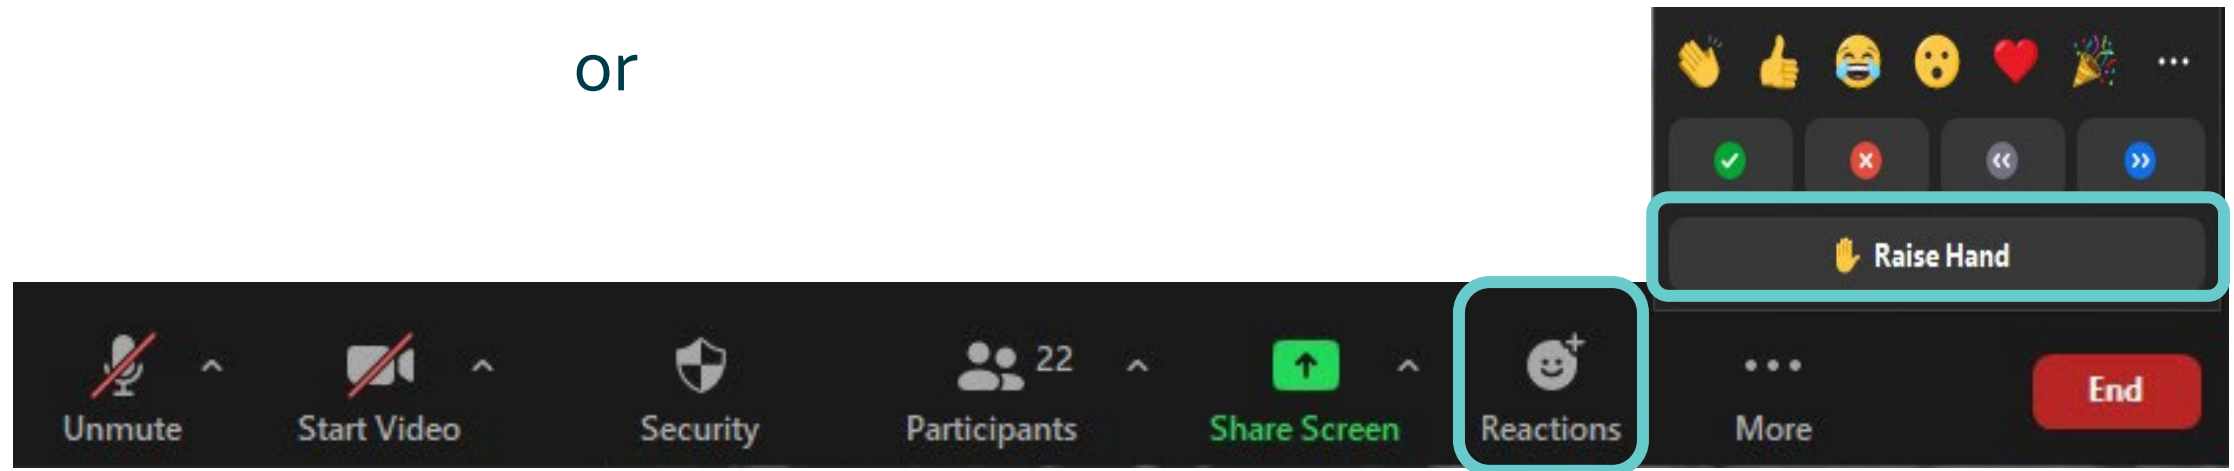 or
Raise Hand
22
Unmute Start Video Security Participants Share Screen Reactions More End